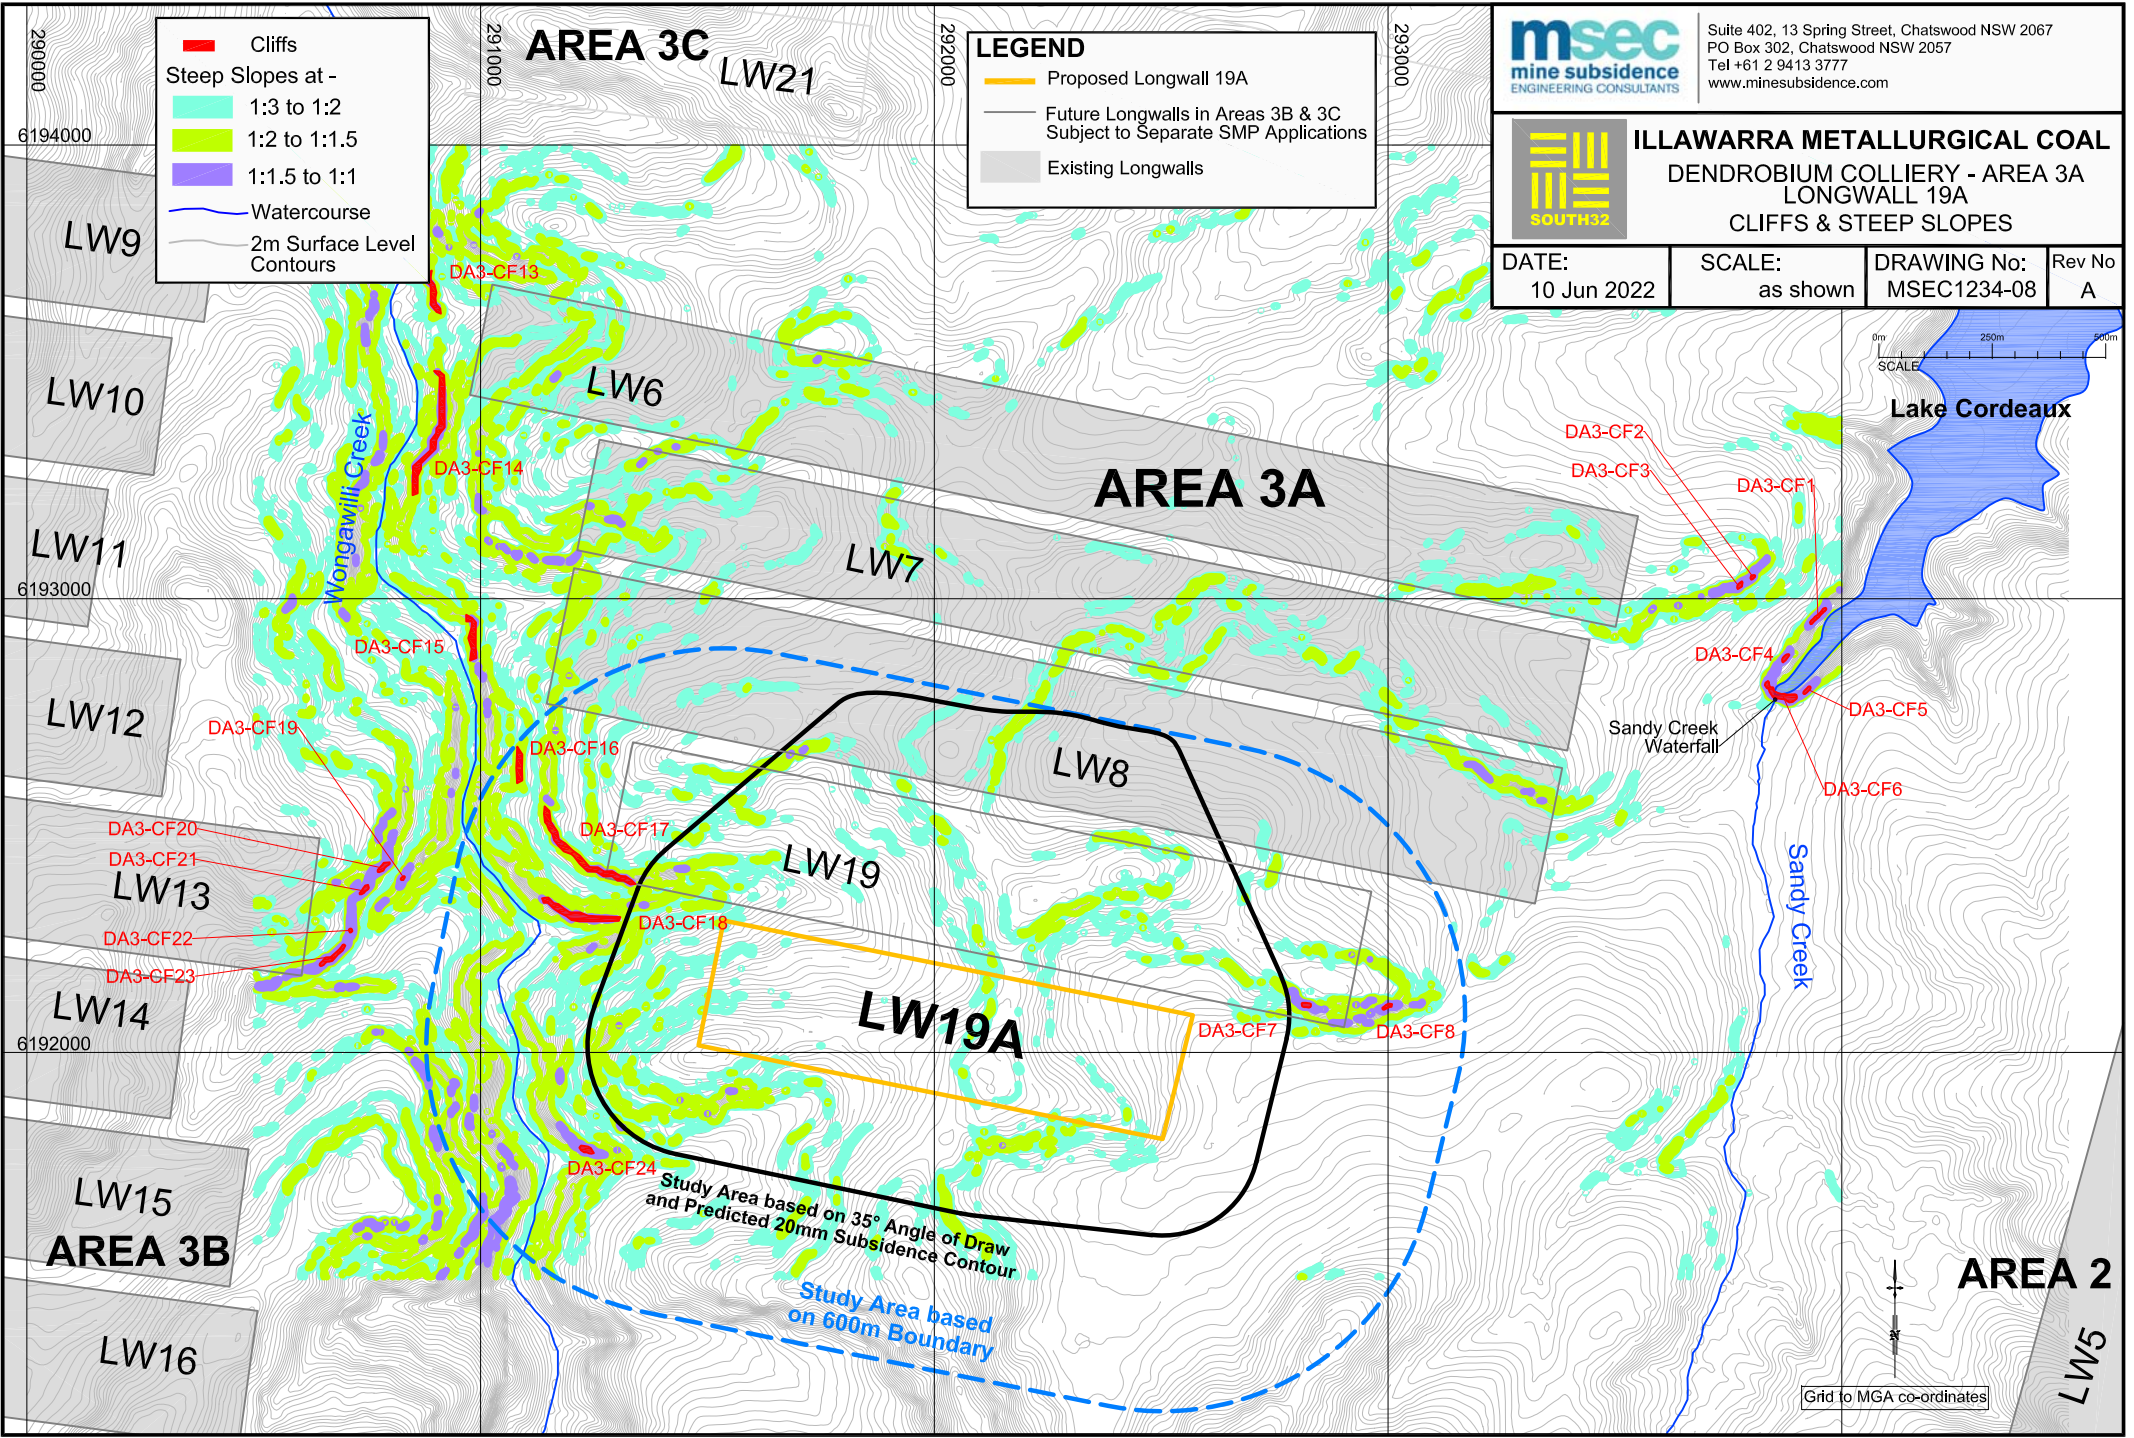 Cliffs
Steep Slopes at -
1:3 to 1:2
1:2 to 1:1.5
1:1.5 to 1:1
Watercourse
2m Surface Level
Contours
290000
291000
292000
293000
6194000
6193000
6192000
AREA 3C
LW21
LEGEND
Proposed Longwall 19A
Future Longwalls in Areas 3B & 3C
Subject to Separate SMP Applications
Existing Longwalls
msec
mine subsidence
ENGINEERING CONSULTANTS
Suite 402, 13 Spring Street, Chatswood NSW 2067
PO Box 302, Chatswood NSW 2057
Tel +61 2 9413 3777
www.minesubsidence.com
SOUTH32
ILLAWARRA METALLURGICAL COAL
DENDROBIUM COLLIERY - AREA 3A
LONGWALL 19A
CLIFFS & STEEP SLOPES
DATE:
10 Jun 2022
SCALE:
as shown
DRAWING No:
MSEC1234-08
Rev No
A
0m
250m
500m
SCALE
Lake Cordeaux
LW9
LW10
LW11
LW12
LW13
LW14
LW15
AREA 3B
LW16
Wongawilli Creek
DA3-CF13
DA3-CF14
DA3-CF15
DA3-CF16
DA3-CF17
DA3-CF18
DA3-CF19
DA3-CF20
DA3-CF21
DA3-CF22
DA3-CF23
DA3-CF24
LW6
LW7
LW8
LW19
LW19A
AREA 3A
DA3-CF2
DA3-CF3
DA3-CF1
DA3-CF4
DA3-CF5
DA3-CF6
Sandy Creek
Waterfall
Sandy Creek
DA3-CF7
DA3-CF8
Study Area based on 35° Angle of Draw
and Predicted 20mm Subsidence Contour
Study Area based
on 600m Boundary
AREA 2
LW5
N
Grid to MGA co-ordinates